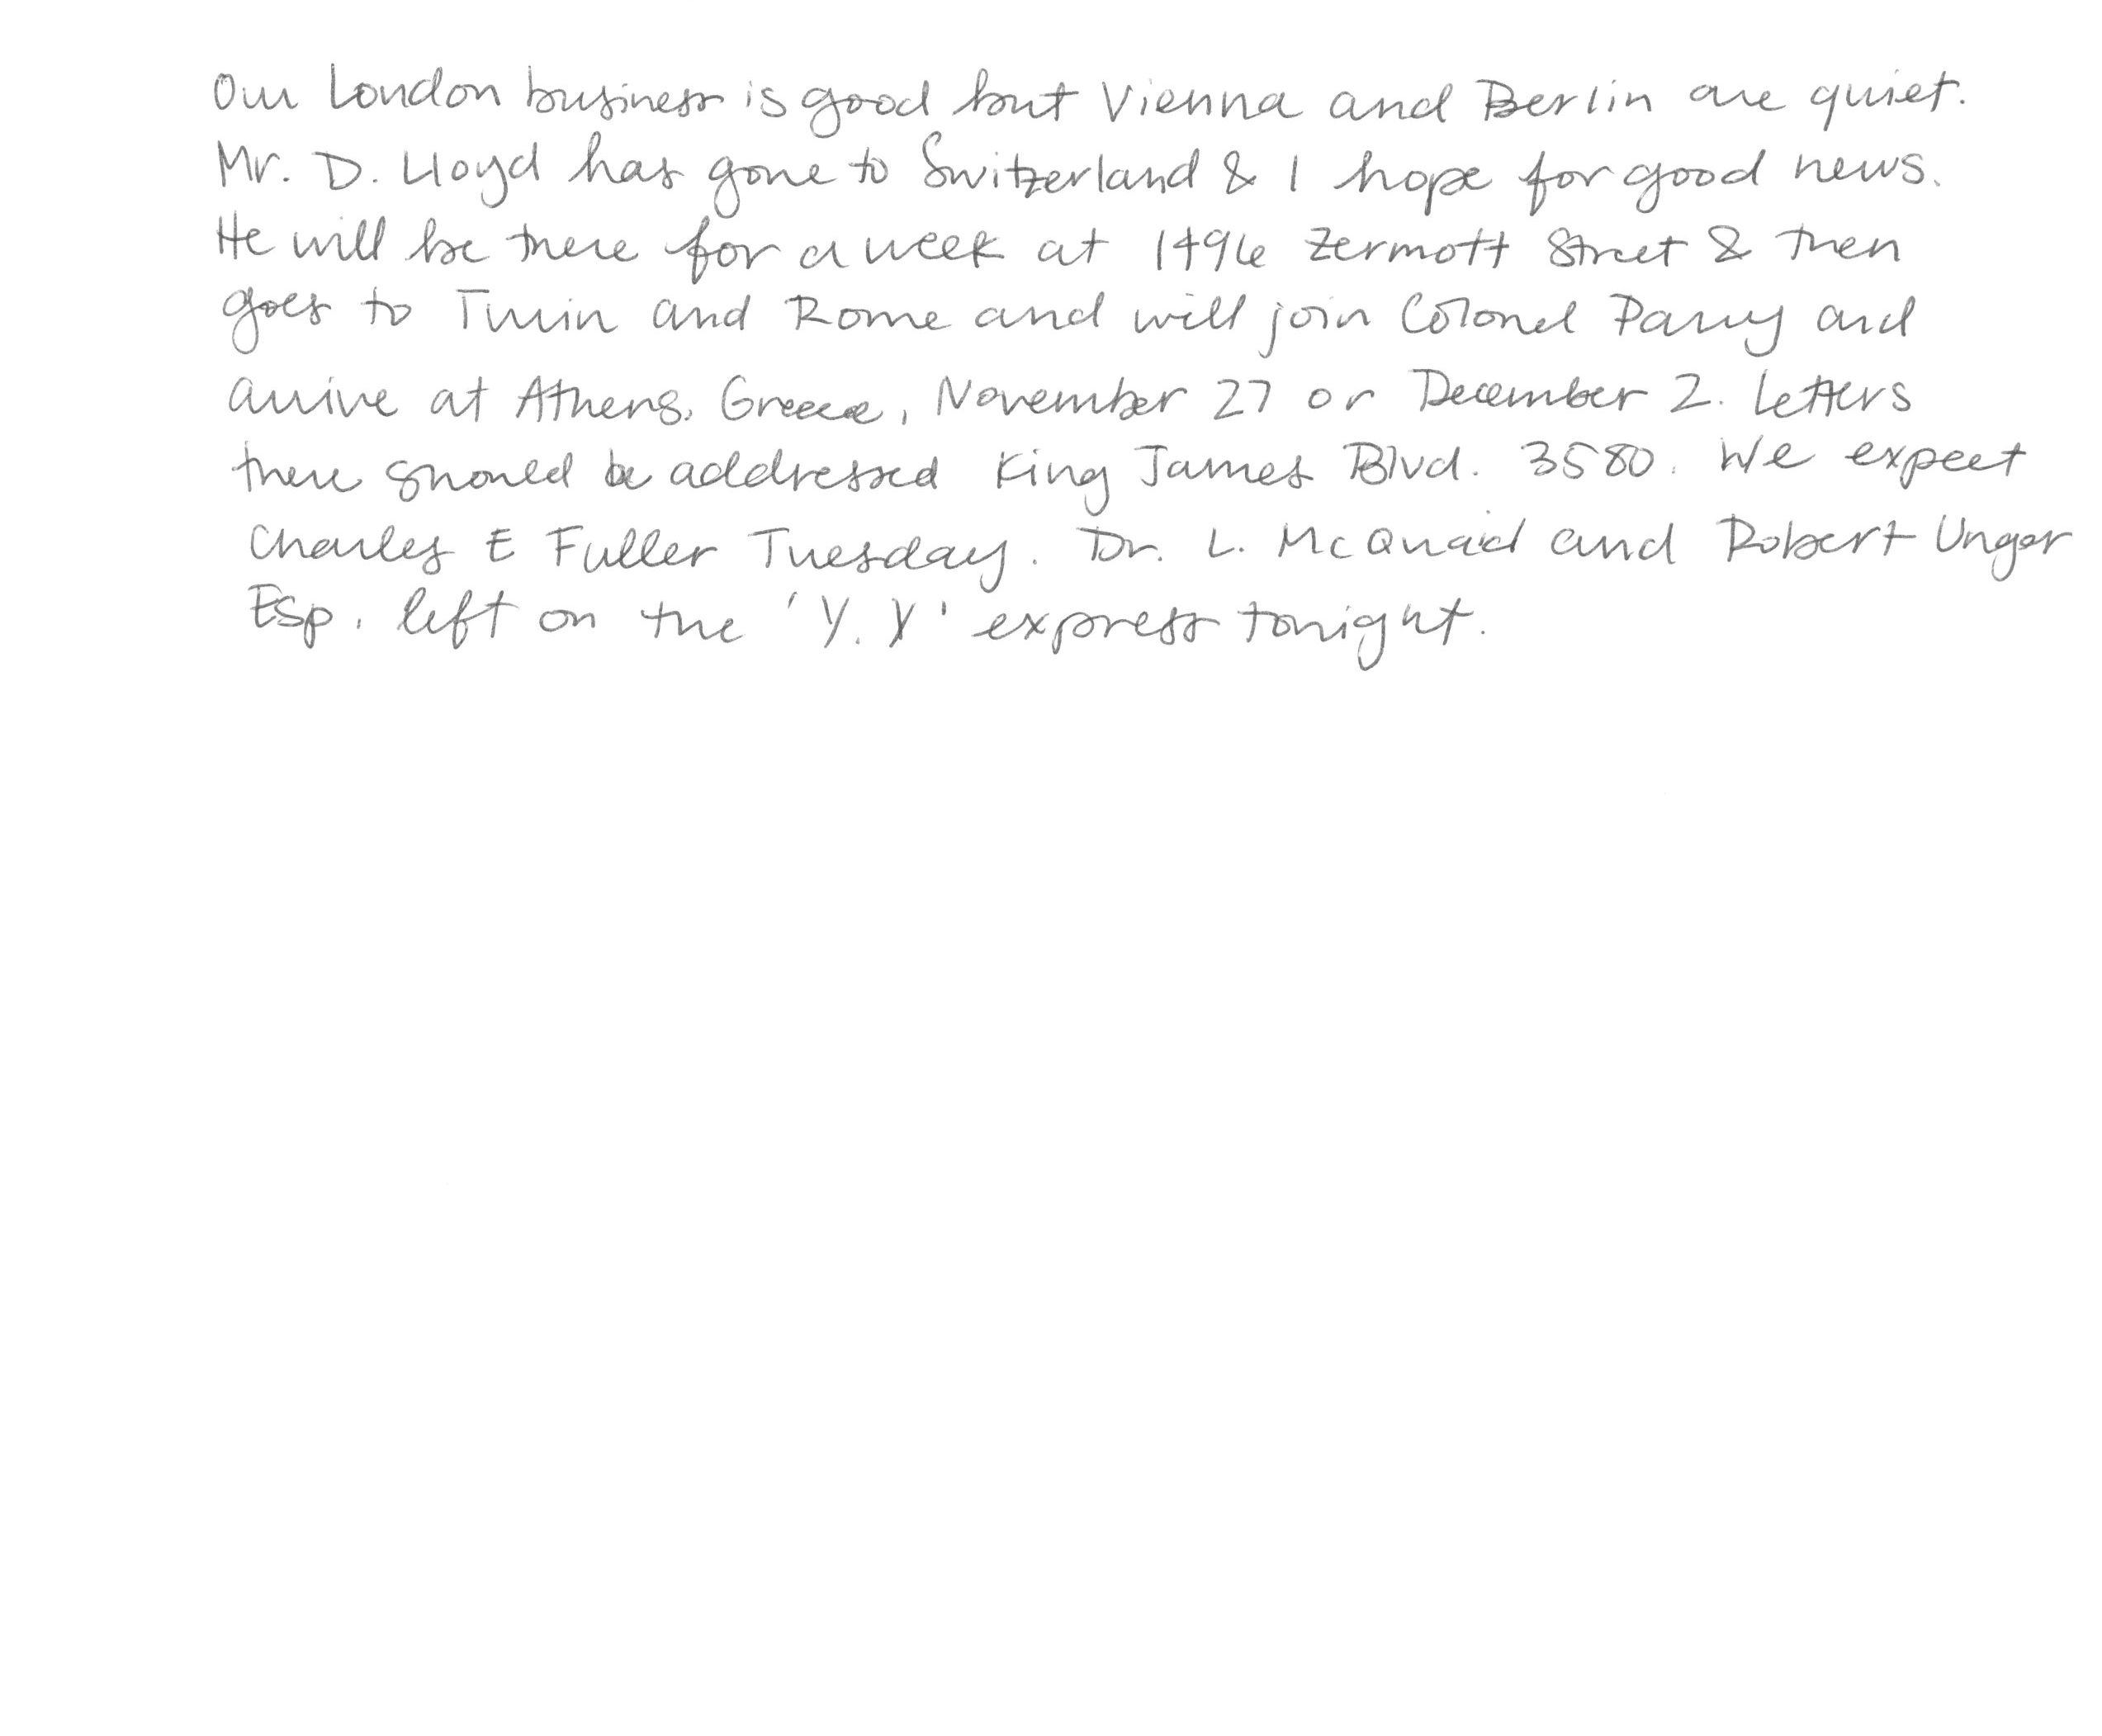 Our London business is good but Vienna and Berlin are quiet.
Mr. D. Lloyd has gone to Switzerland & I hope for good news.
He will be there for a week at 1496 Zermott Street & then
goes to Turin and Rome and will join Colonel Parry and
arrive at Athens, Greece, November 27 or December 2. Letters
there should be addressed King James Blvd. 3580. We expect
Charles E Fuller Tuesday. Dr. L. McQuaid and Robert Unger
Esp. left on the 'Y.X' express tonight.